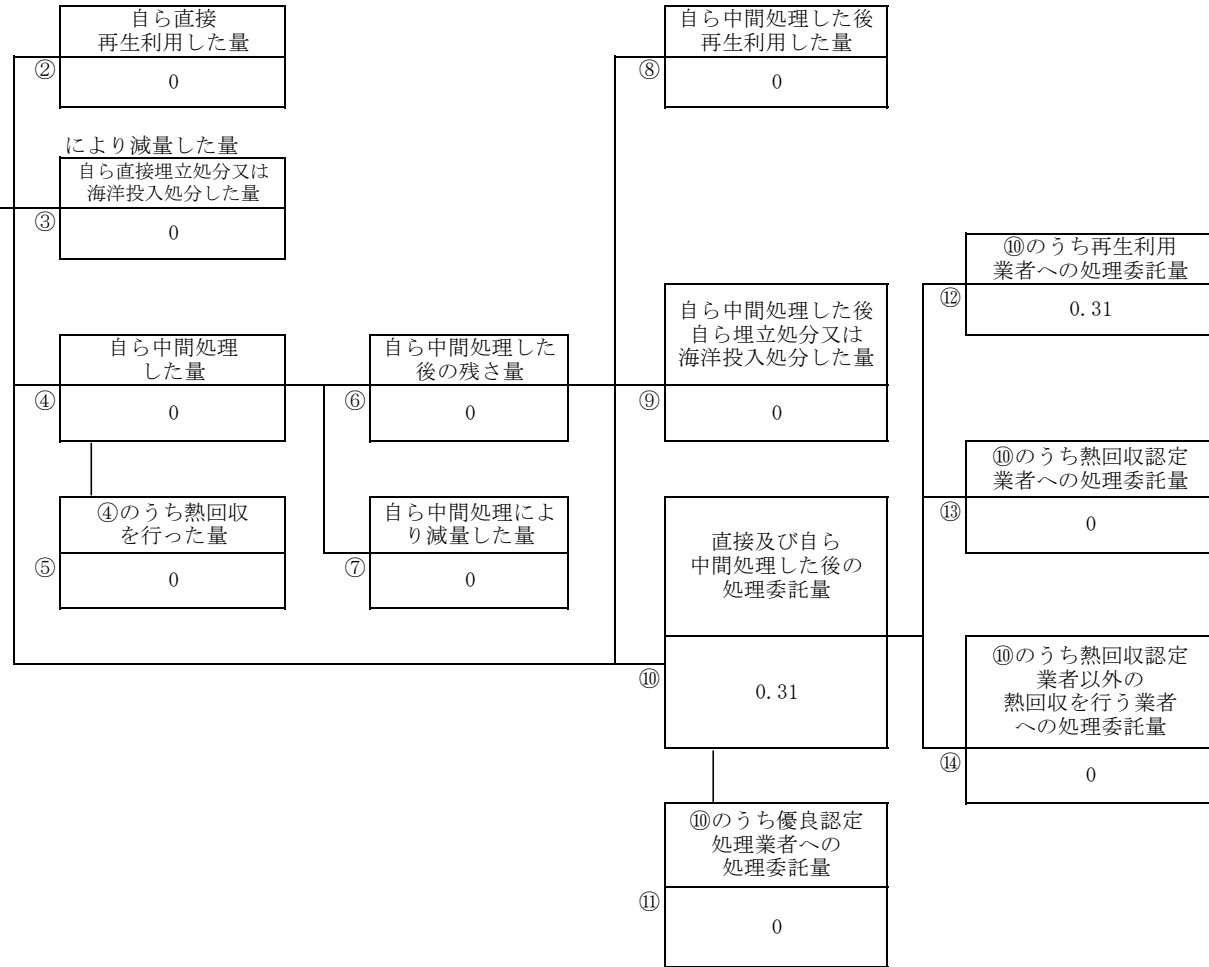 自ら直接
再生利用した量
②
0
により減量した量
自ら直接埋立処分又は
海洋投入処分した量
③
0
自ら中間処理
した量
④
0
④のうち熱回収
を行った量
⑤
0
自ら中間処理した
後の残さ量
⑥
0
自ら中間処理によ
り減量した量
⑦
0
自ら中間処理した後
再生利用した量
⑧
0
自ら中間処理した後
自ら埋立処分又は
海洋投入処分した量
⑨
0
直接及び自ら
中間処理した後の
処理委託量
⑩
0.31
⑩のうち優良認定
処理業者への
処理委託量
⑪
0
⑩のうち再生利用
業者への処理委託量
⑫
0.31
⑩のうち熱回収認定
業者への処理委託量
⑬
0
⑩のうち熱回収認定
業者以外の
熱回収を行う業者
への処理委託量
⑭
0